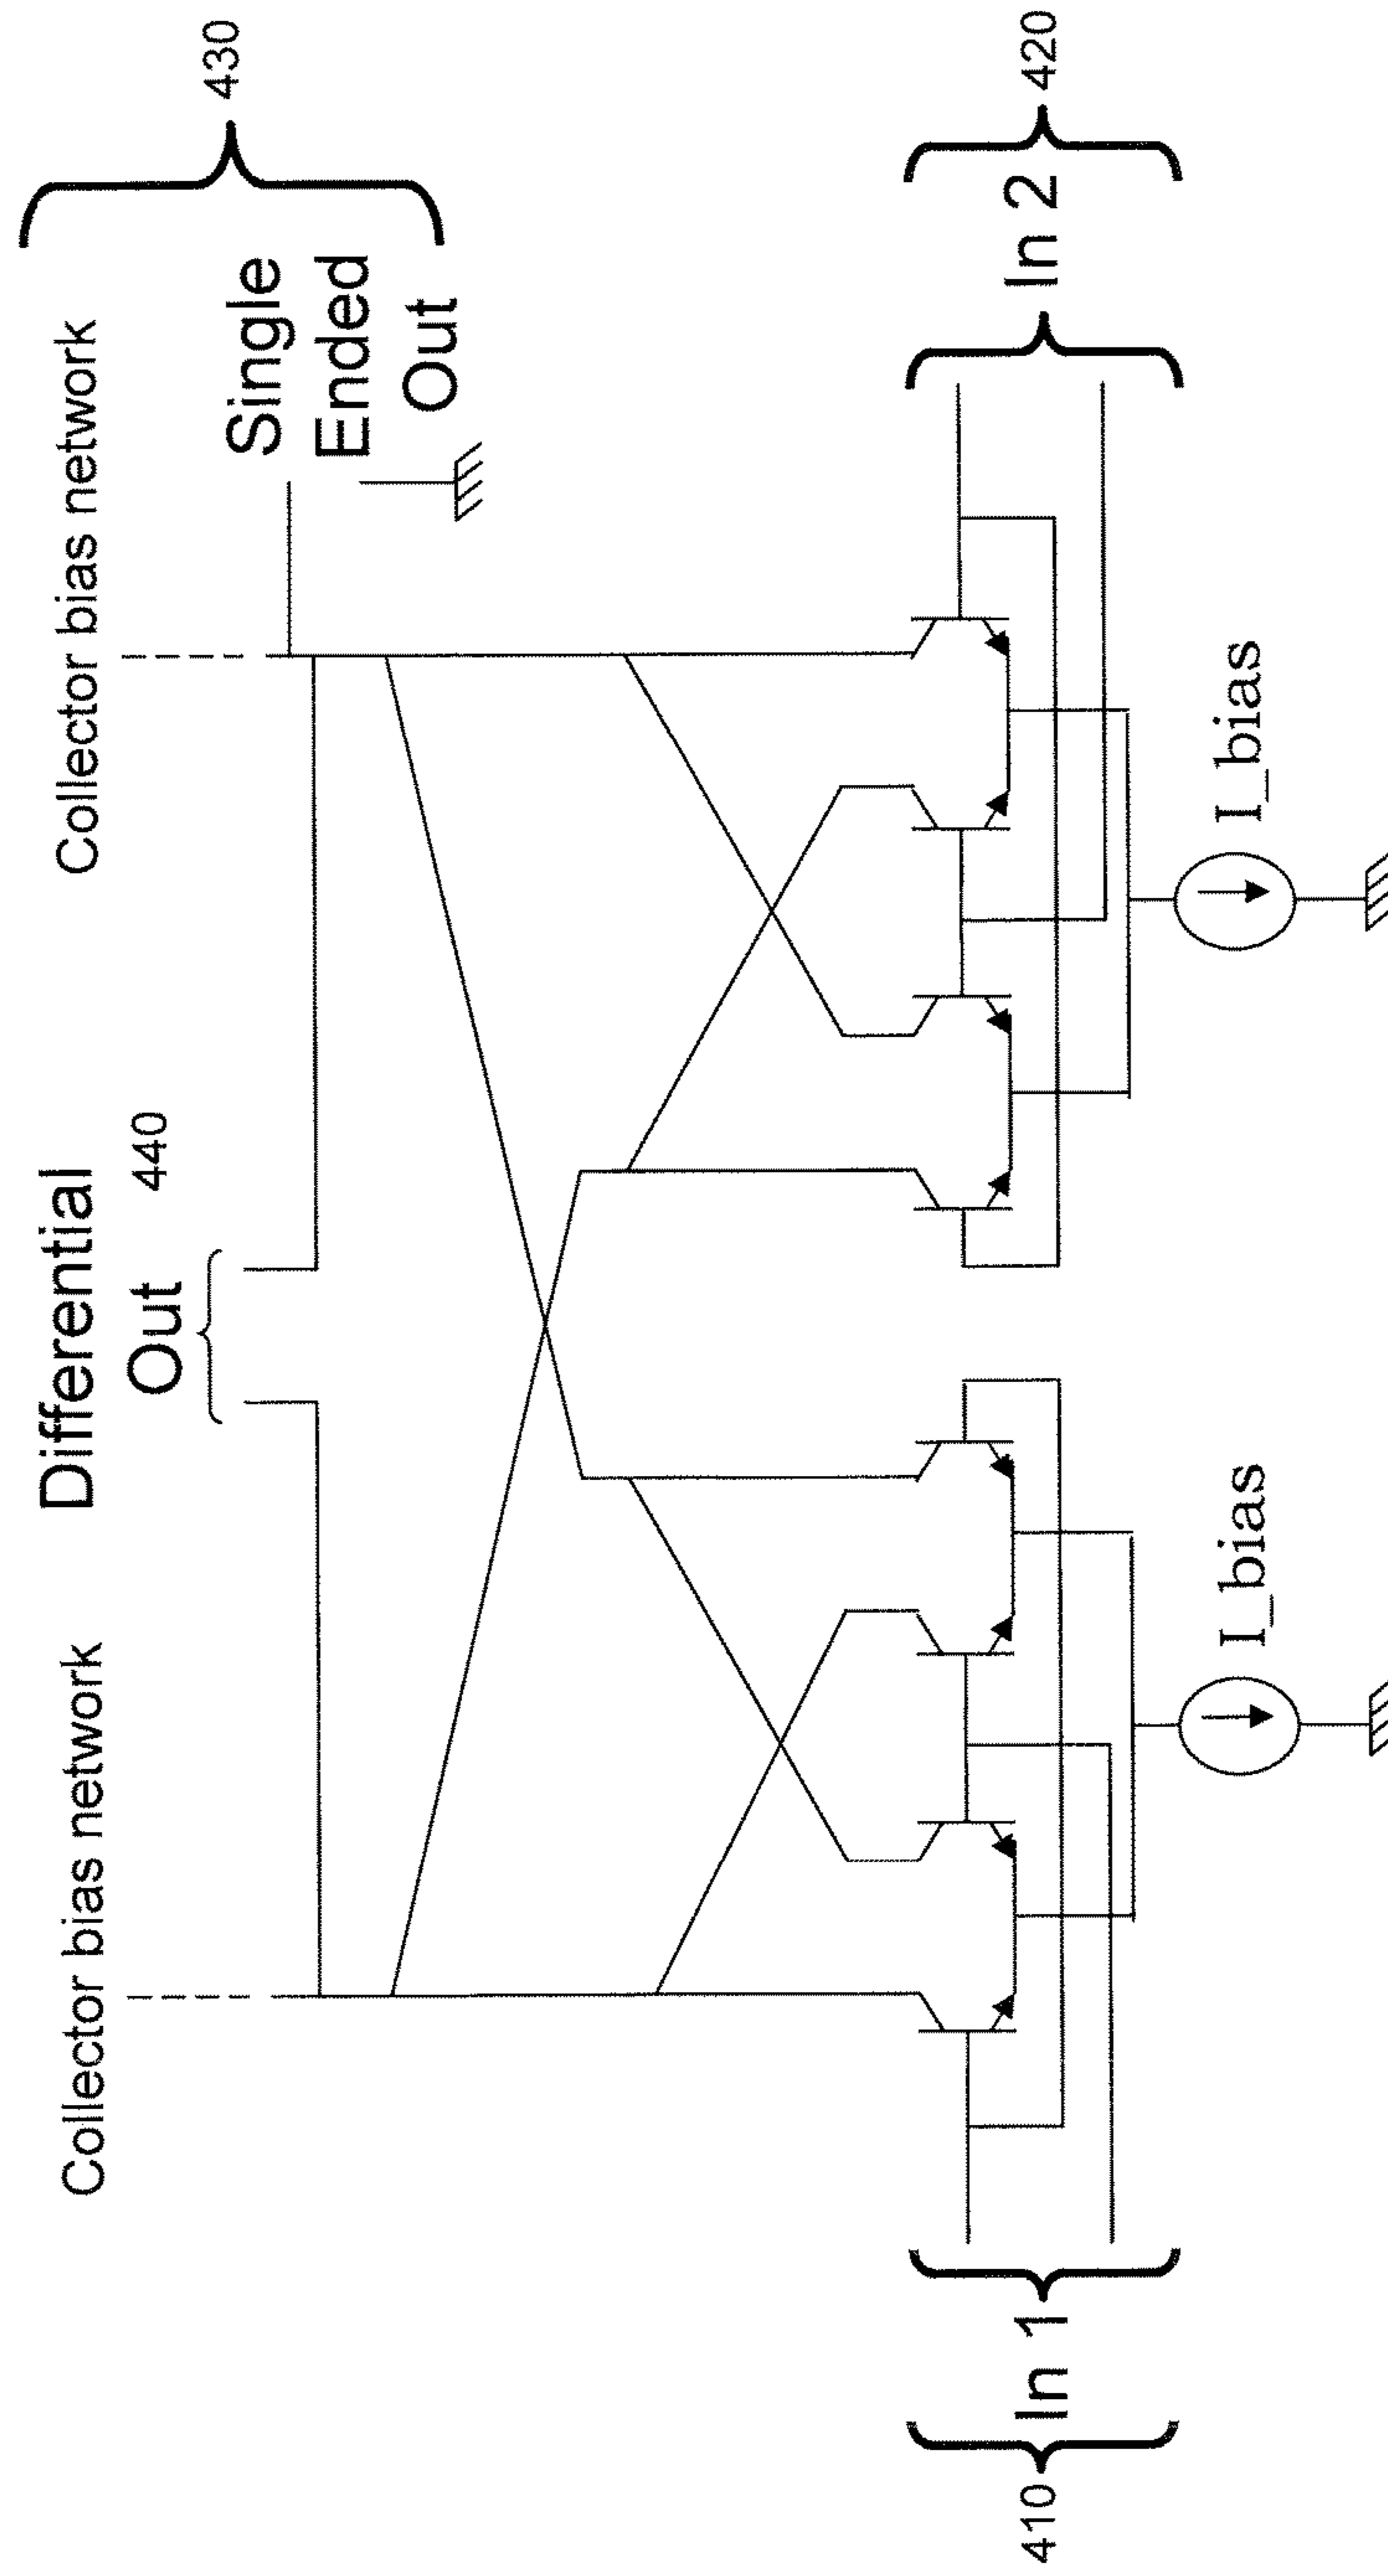 Collector bias network
Differential
Out
440
Collector bias network
430
Single
Ended
Out
410
In 1
In 2
420
I_bias
I_bias